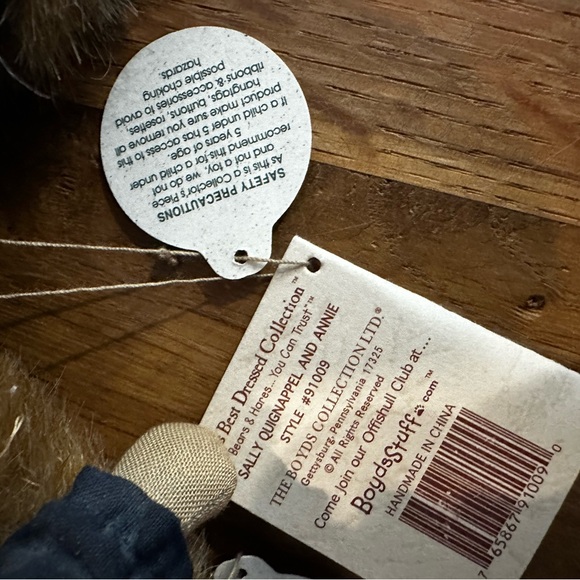 SAFETY PRECAUTIONS
As this is a Collector's Piece
and not a toy, we do not
recommend this for a child under
5 years of age.
If a child under 5 has access to this
product make sure you remove all
hangtags, buttons, rosettes,
ribbons & accessories to avoid
possible choking
hazards.
Best Dressed Collection™
Bears & Hares...You Can Trust™
SALLY QUIGNAPPEL AND ANNIE
STYLE #91009
THE BOYDS COLLECTION LTD.®
Gettysburg, Pennsylvania 17325
© All Rights Reserved
Come join our Offishull Club at...
BoydsStuff.com™
HANDMADE IN CHINA
7 65867 91009 0